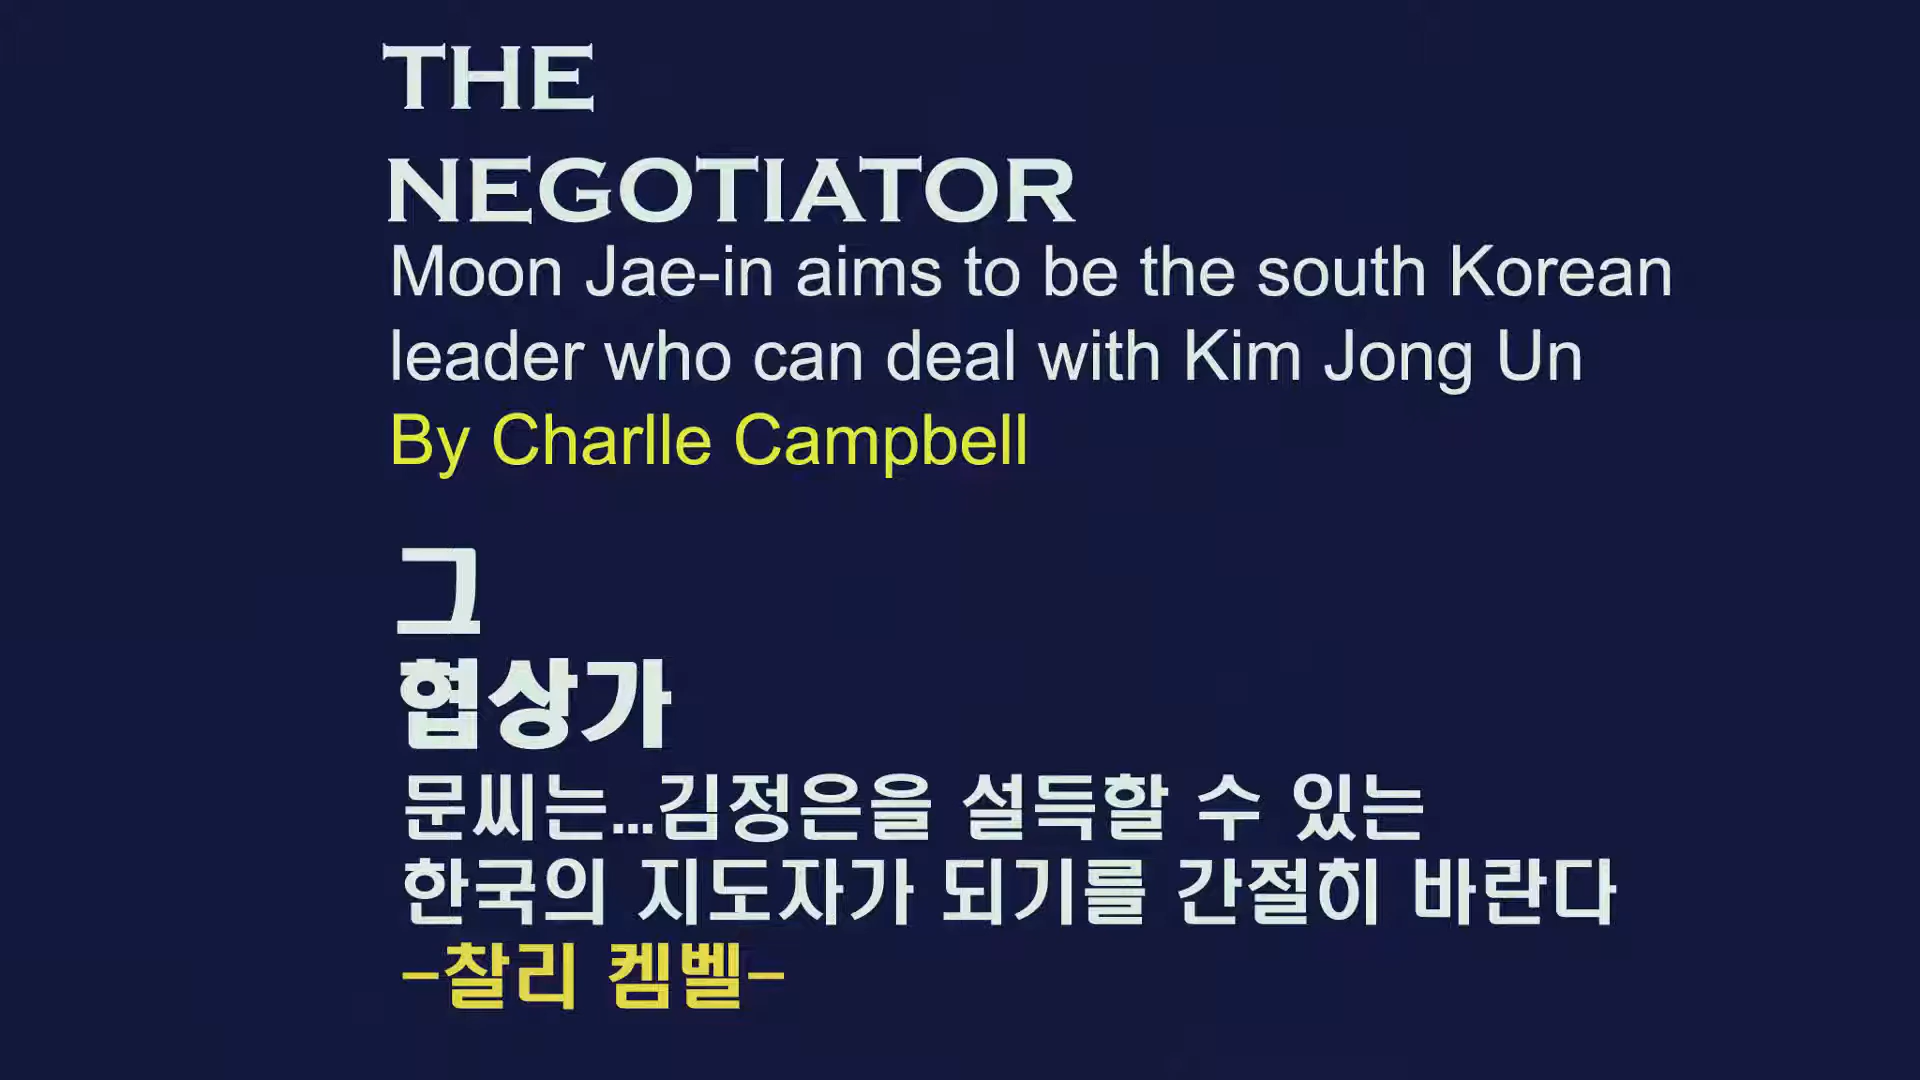 THE
NEGOTIATOR
Moon Jae-in aims to be the south Korean
leader who can deal with Kim Jong Un
By Charlle Campbell
그
협상가
문씨는...김정은을 설득할 수 있는
한국의 지도자가 되기를 간절히 바란다
-찰리 켐벨-